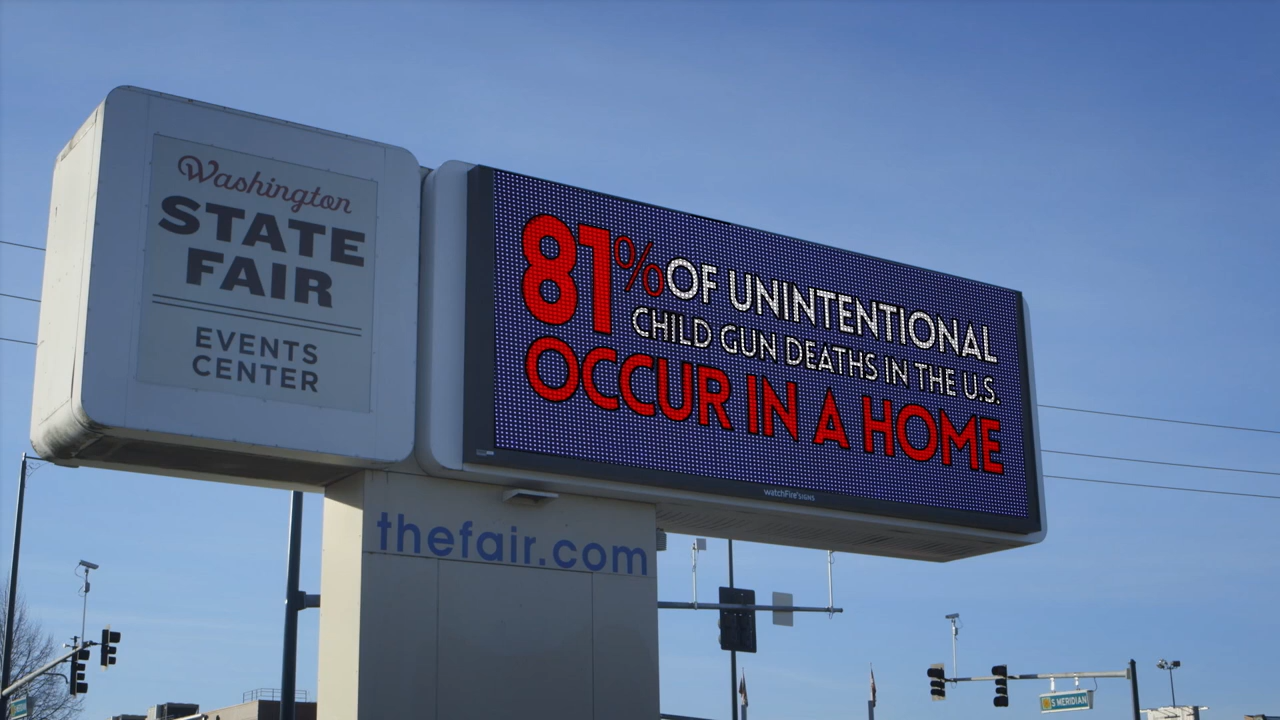 Washington
STATE
FAIR
EVENTS
CENTER
81% OF UNINTENTIONAL
CHILD GUN DEATHS IN THE U.S.
OCCUR IN A HOME
watchFire SIGNS
thefair.com
S MERIDIAN